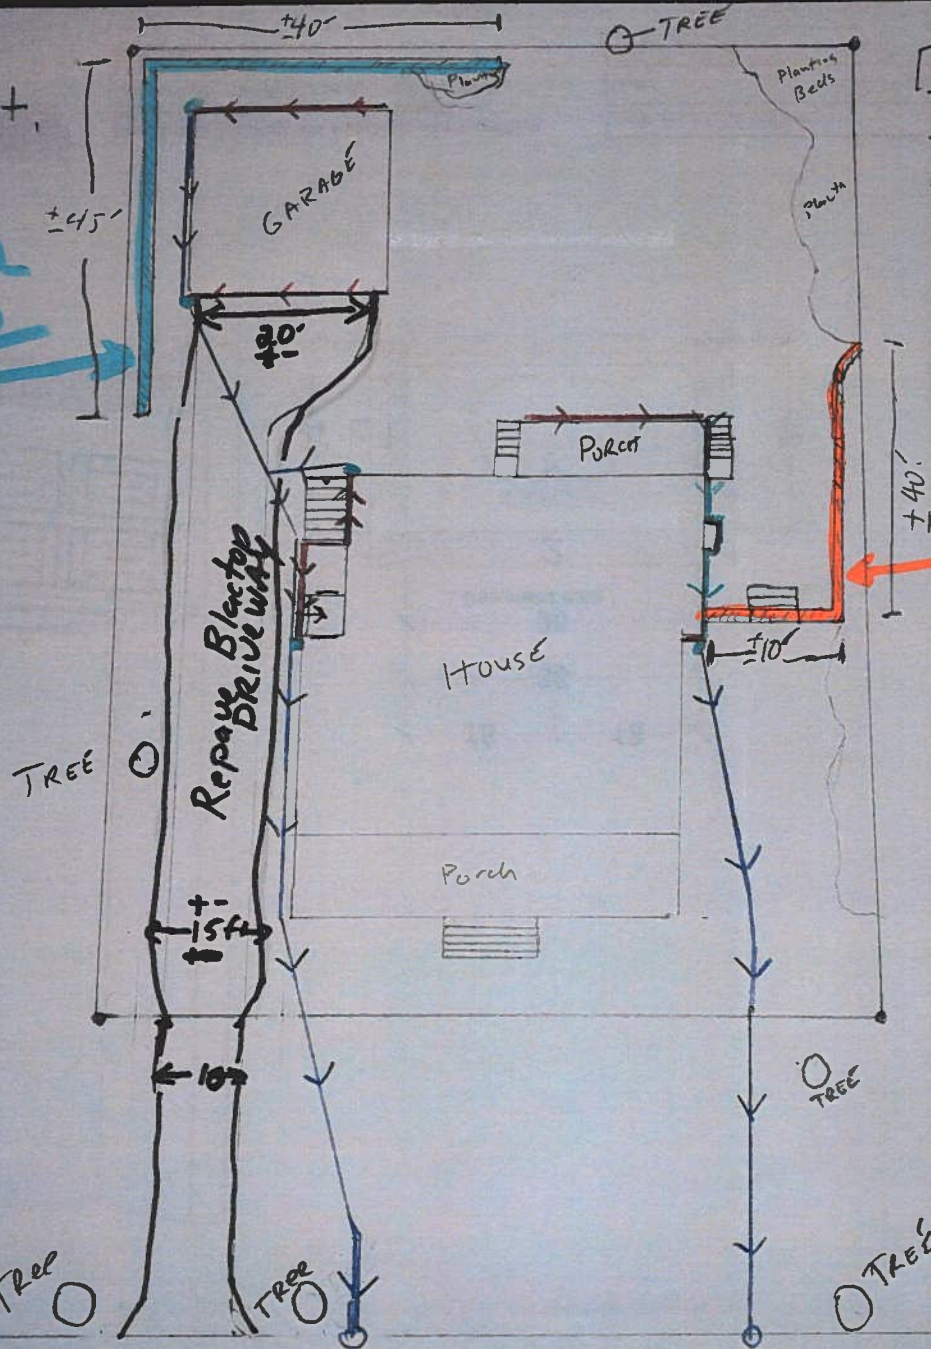 ±40'
TREE
Planting
Beds
Plants
+.
±45'
GARAGE
Plants
20'
+-
PORCH
±40'
±10'
HOUSE
Repave Blactop
DRIVEWAY
TREE
Porch
+-
15ft
10
TREE
TREE
TREE
TREE